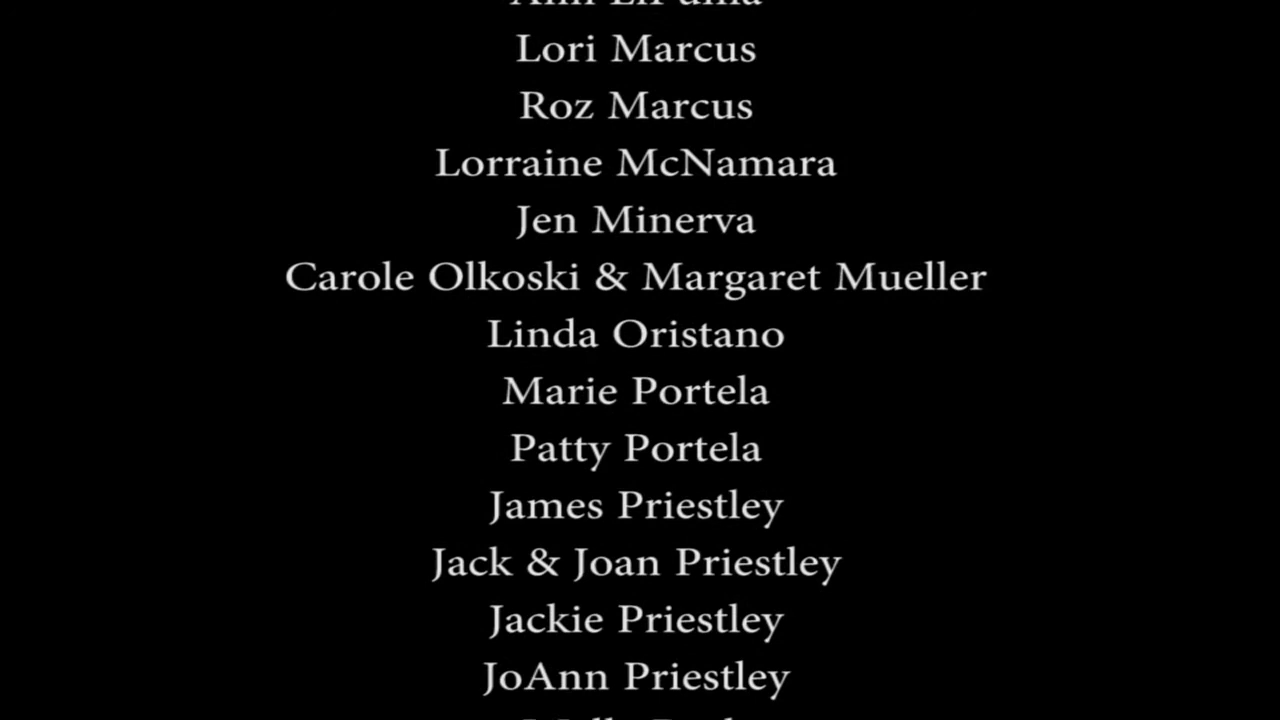 Lori Marcus
Roz Marcus
Lorraine McNamara
Jen Minerva
Carole Olkoski & Margaret Mueller
Linda Oristano
Marie Portela
Patty Portela
James Priestley
Jack & Joan Priestley
Jackie Priestley
JoAnn Priestley